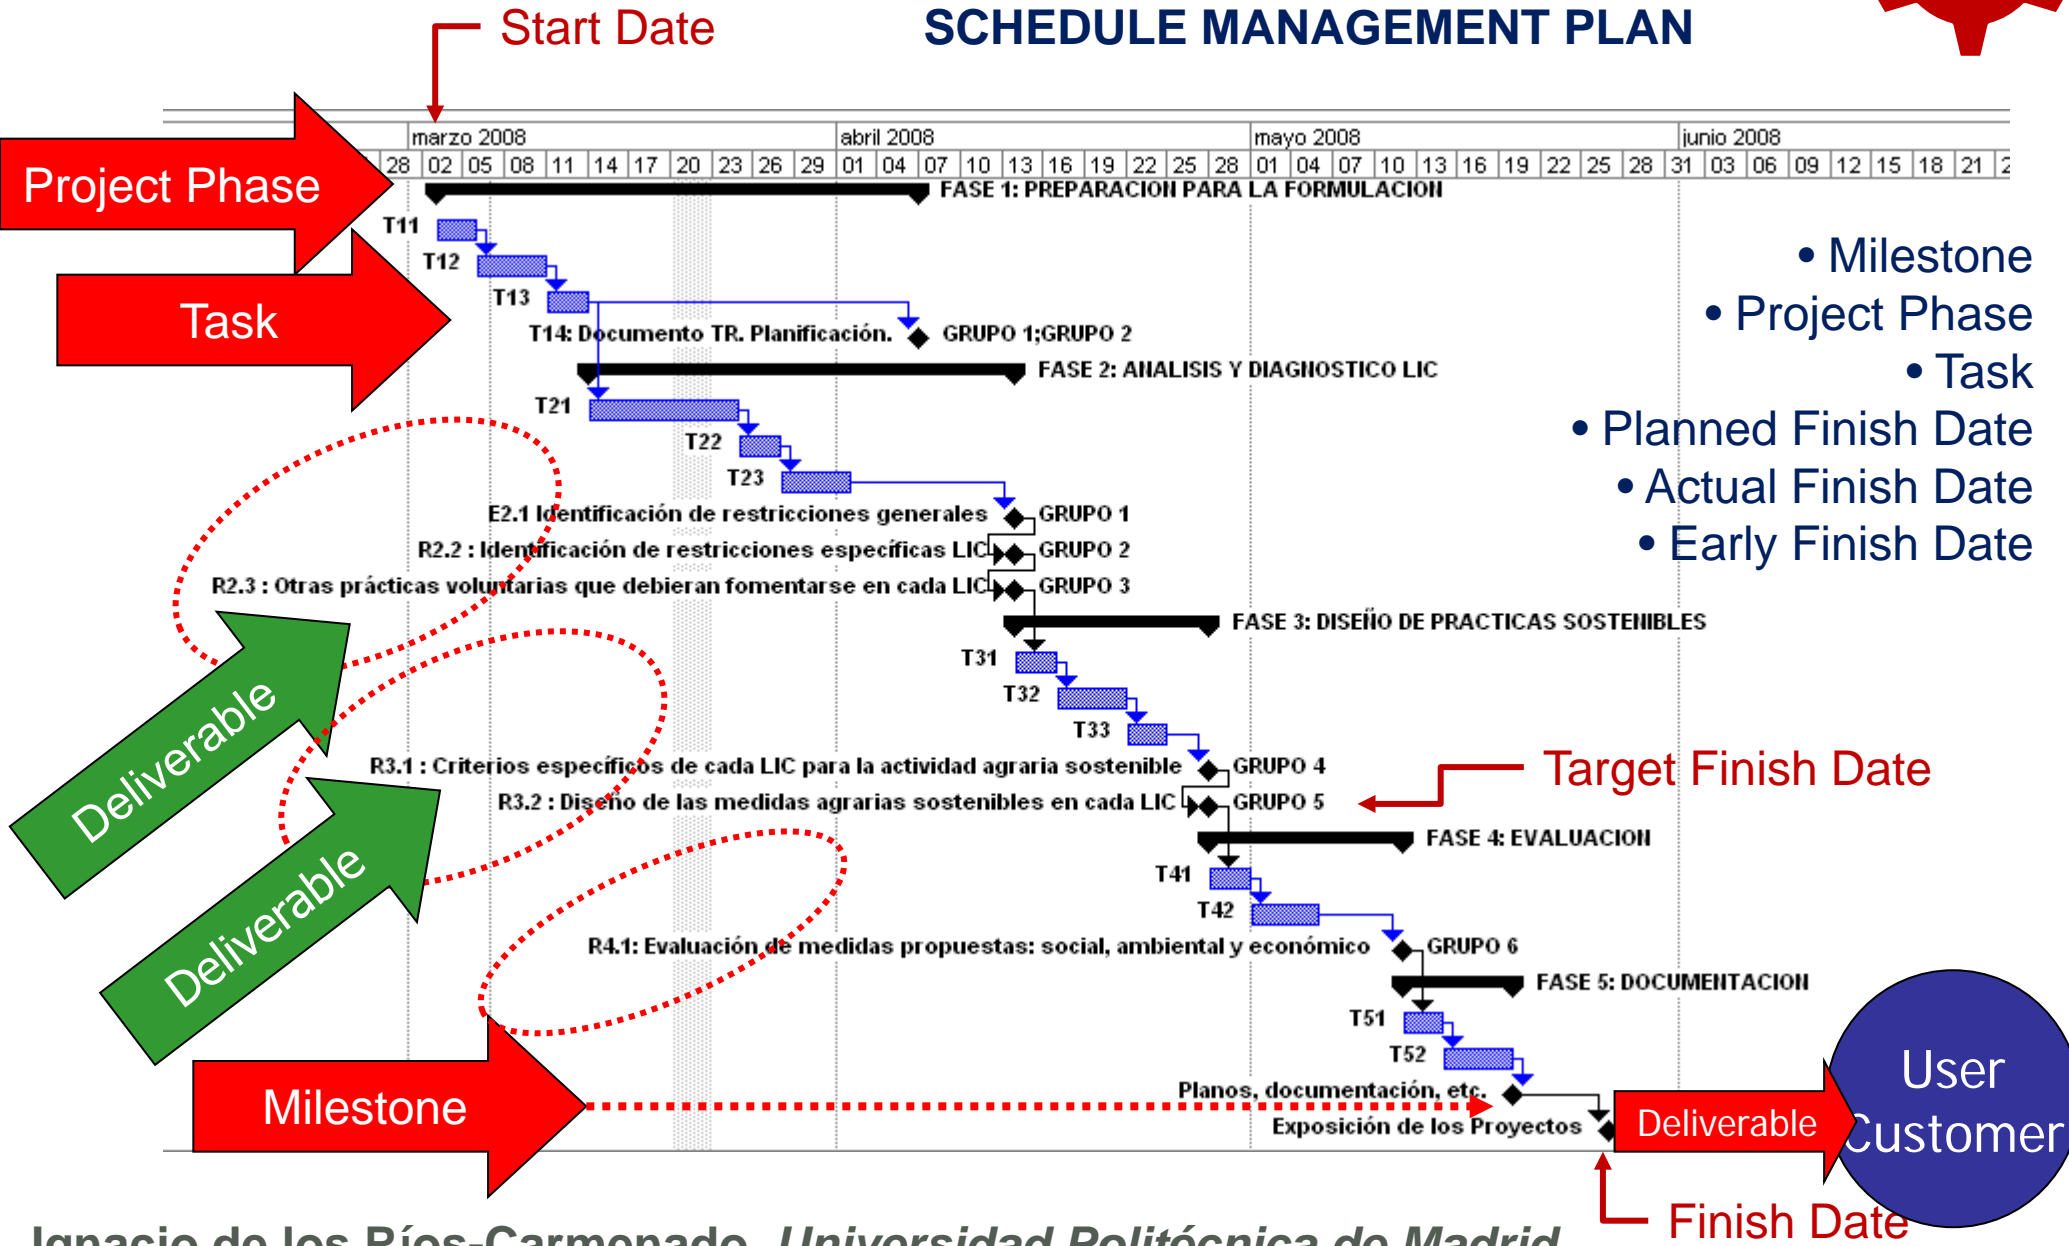 Start Date
SCHEDULE MANAGEMENT PLAN
marzo 2008 abril 2008 mayo 2008 junio 2008
28 02 05 08 11 14 17 20 23 26 29 01 04 07 10 13 16 19 22 25 28 01 04 07 10 13 16 19 22 25 28 31 03 06 09 12 15 18 21
Project Phase
FASE 1: PREPARACION PARA LA FORMULACION
T11
T12
T13
Task
T14: Documento TR. Planificación. GRUPO 1;GRUPO 2
FASE 2: ANALISIS Y DIAGNOSTICO LIC
T21
T22
T23
• Milestone
• Project Phase
• Task
• Planned Finish Date
• Actual Finish Date
• Early Finish Date
E2.1 Identificación de restricciones generales GRUPO 1
R2.2 : Identificación de restricciones específicas LIC GRUPO 2
R2.3 : Otras prácticas voluntarias que debieran fomentarse en cada LIC GRUPO 3
FASE 3: DISEÑO DE PRACTICAS SOSTENIBLES
T31
T32
T33
Deliverable
R3.1 : Criterios específicos de cada LIC para la actividad agraria sostenible GRUPO 4
Target Finish Date
R3.2 : Diseño de las medidas agrarias sostenibles en cada LIC GRUPO 5
FASE 4: EVALUACION
T41
T42
Deliverable
R4.1: Evaluación de medidas propuestas: social, ambiental y económico GRUPO 6
FASE 5: DOCUMENTACION
T51
T52
Milestone
Planos, documentación, etc.
Exposición de los Proyectos
Deliverable
User
Customer
Finish Date
Ignacio de los Ríos-Carmenado. Universidad Politécnica de Madrid